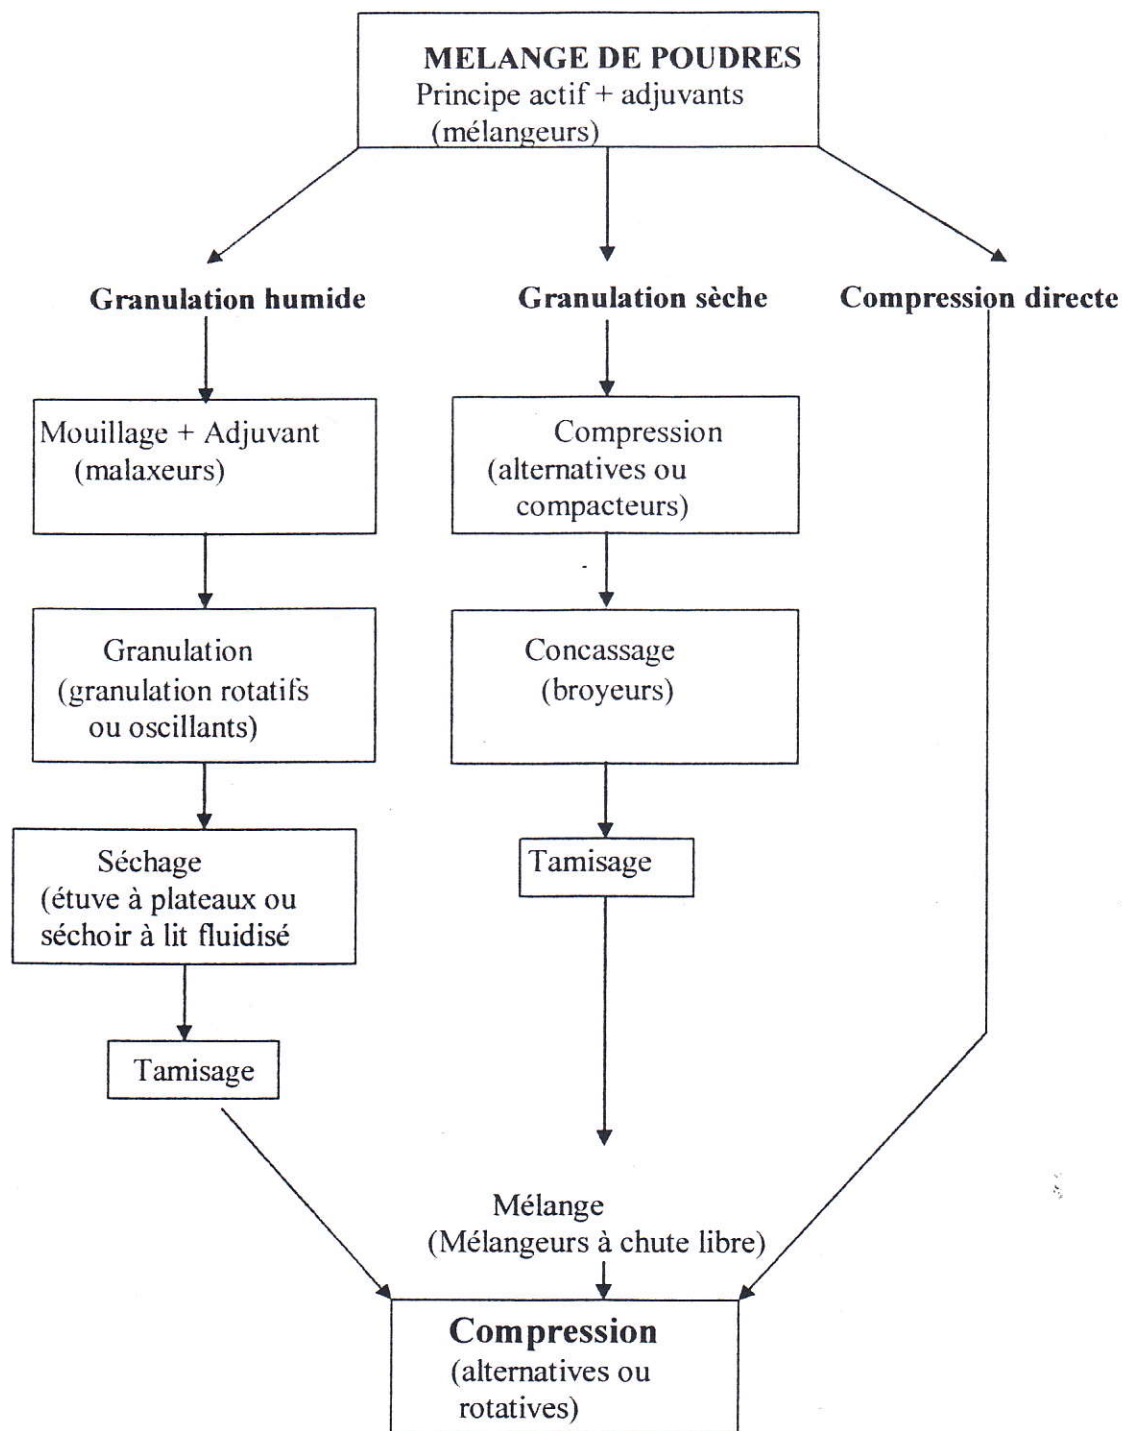 MELANGE DE POUDRES
Principe actif + adjuvants
(mélangeurs)
Granulation humide
Granulation sèche
Compression directe
Mouillage + Adjuvant
(malaxeurs)
Compression
(alternatives ou
compacteurs)
Granulation
(granulation rotatifs
ou oscillants)
Concassage
(broyeurs)
Séchage
(étuve à plateaux ou
séchoir à lit fluidisé
Tamisage
Tamisage
Mélange
(Mélangeurs à chute libre)
Compression
(alternatives ou
rotatives)